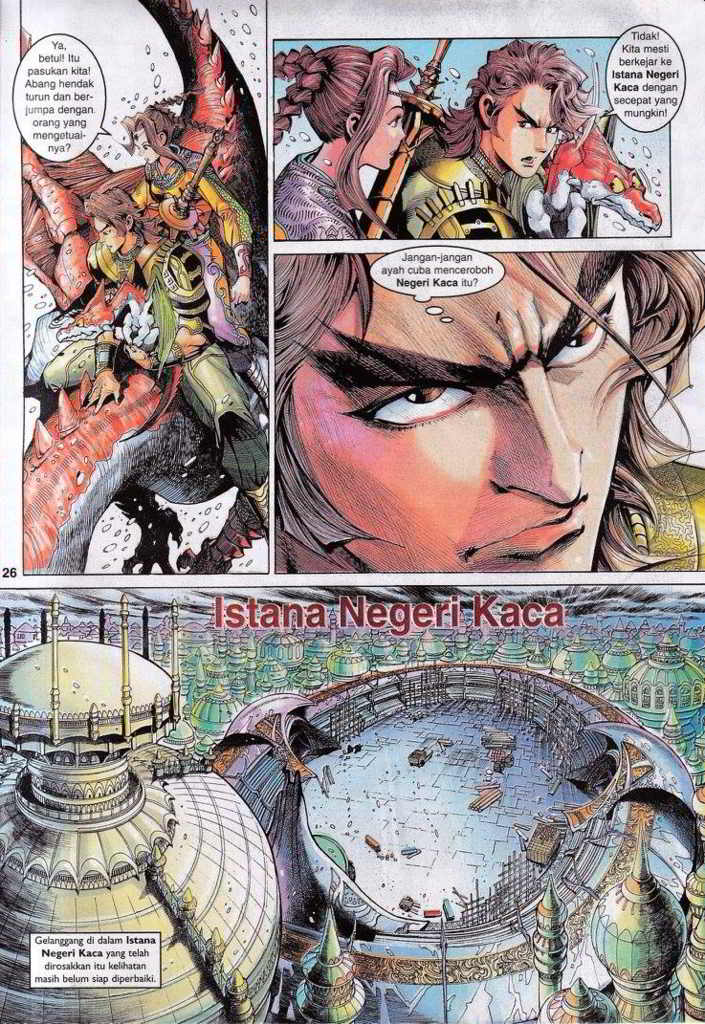 Ya,
betul! Itu
pasukan kita!
Abang hendak
turun dan ber-
jumpa dengan
orang yang
mengetuai-
nya?
Tidak!
Kita mesti
berkejar ke
Istana Negeri
Kaca dengan
secepat yang
mungkin!
Jangan-jangan
ayah cuba menceroboh
Negeri Kaca itu?
26
Istana Negeri Kaca
Gelanggang di dalam Istana
Negeri Kaca yang telah
dirosakkan itu kelihatan
masih belum siap diperbaiki.